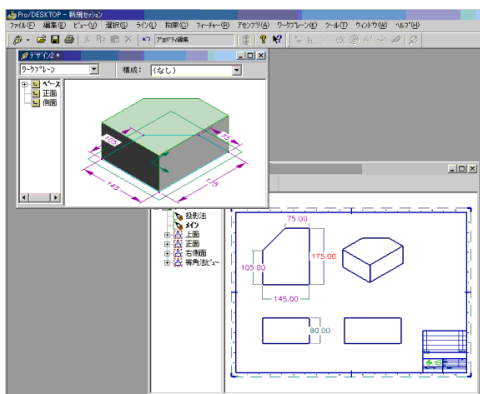 Pro/DESKTOP - 新規セッション
ファイル(F) 編集(E) ビュー(V) 選択(S) ライン(L) 拘束(C) フィーチャー(R) アセンブリ(A) ワークプレーン(K) ツール(T) ウィンドウ(W) ヘルプ(H)
デザイン2 *
ワークプレーン 構成: (なし)
ベース
正面
側面
105
75
145
175
投影法
メイン
上面
正面
右側面
等角法ビュー
75.00
105.00
175.00
145.00
80.00